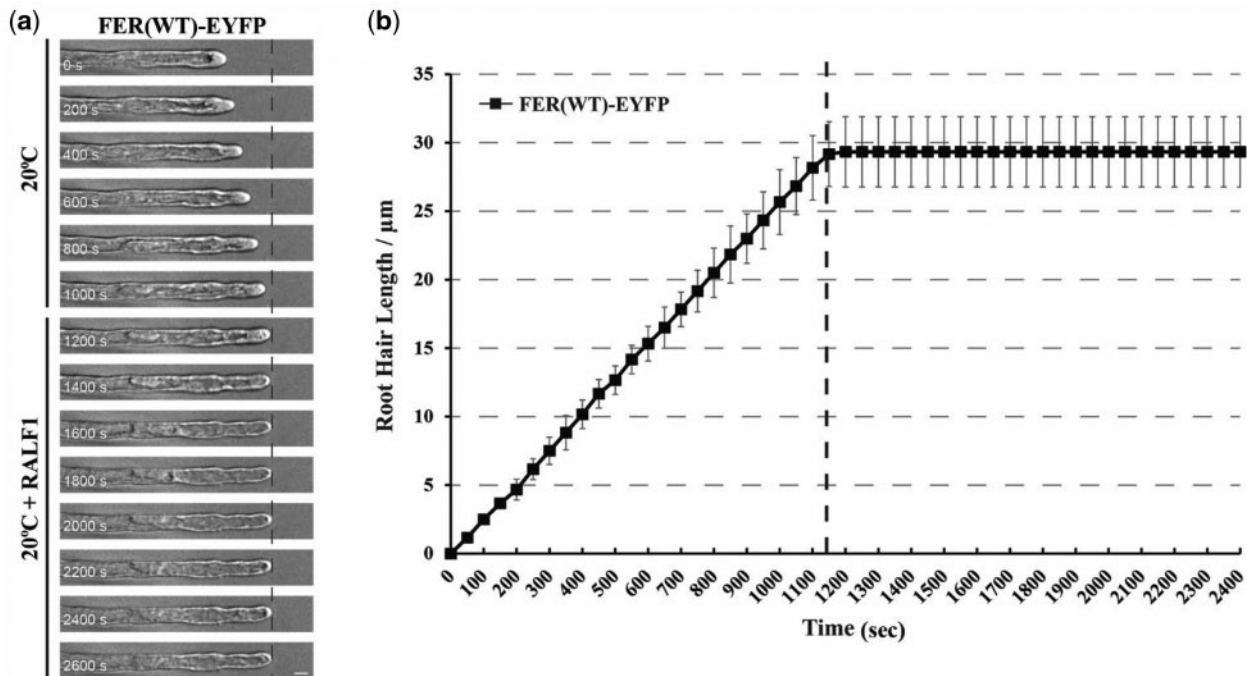 (a)
FER(WT)-EYFP
20°C
0 s
200 s
400 s
600 s
800 s
1000 s
20°C + RALF1
1200 s
1400 s
1600 s
1800 s
2000 s
2200 s
2400 s
2600 s
(b)
FER(WT)-EYFP
Root Hair Length / µm
35
30
25
20
15
10
5
0
0 100 200 300 400 500 600 700 800 900 1000 1100 1200 1300 1400 1500 1600 1700 1800 1900 2000 2100 2200 2300 2400
Time (sec)